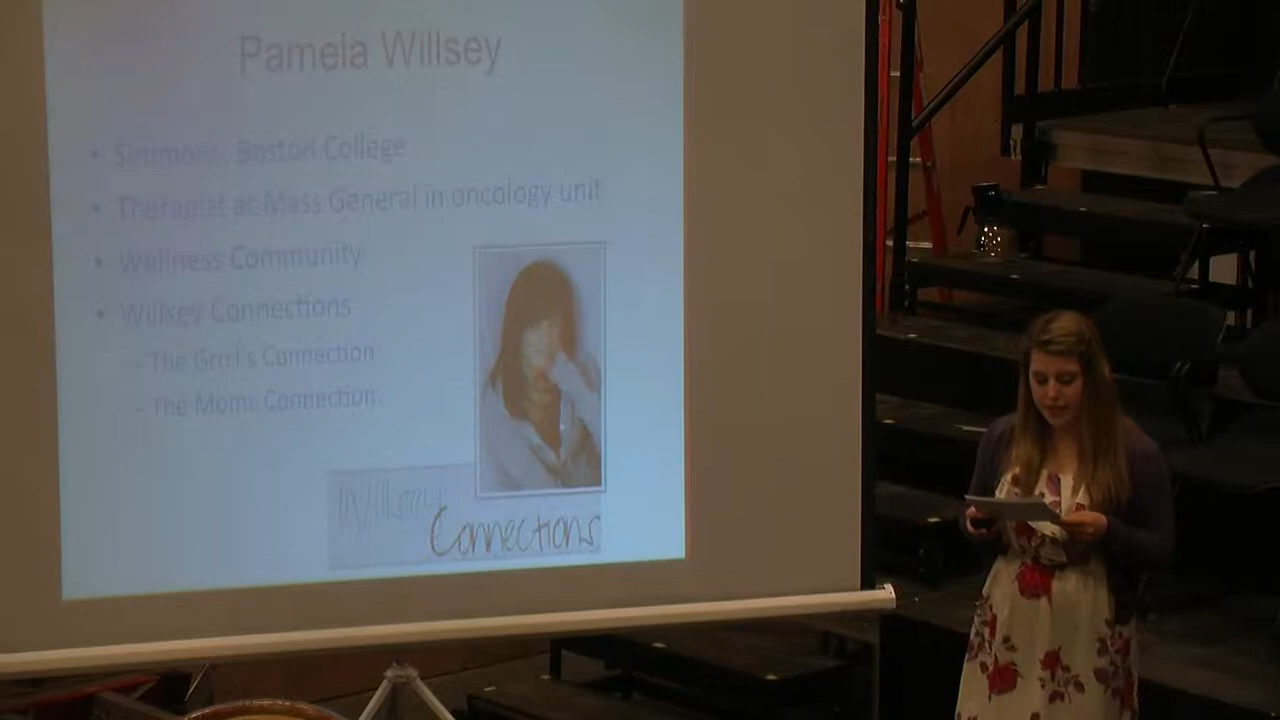 Pamela Willsey
• Simmons, Boston College
• Therapist at Mass General in oncology unit
• Wellness Community
• Willsey Connections
– The Grrrl's Connection
– The Moms Connection
Willsey
Connections